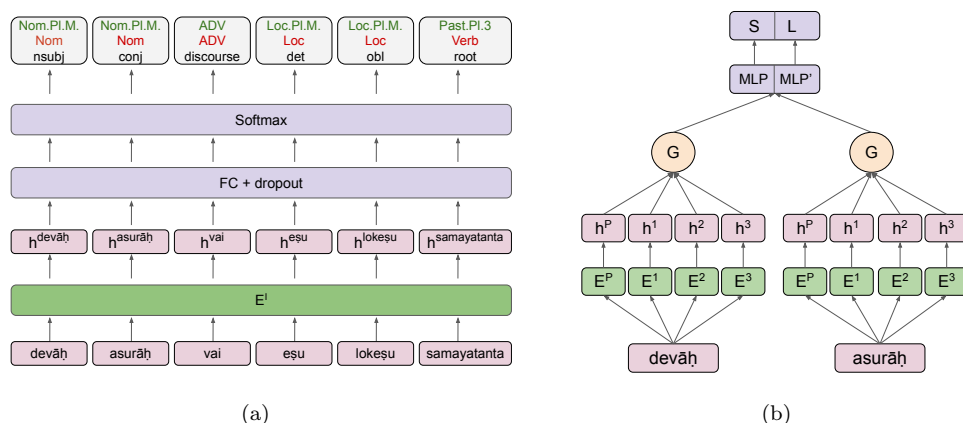 Nom.Pl.M. Nom.Pl.M. ADV Loc.Pl.M. Loc.Pl.M. Past.Pl.3
Nom Nom ADV Loc Loc Verb
nsubj conj discourse det obl root
Softmax
FC + dropout
h^devāḥ h^asurāḥ h^vai h^eṣu h^lokeṣu h^samayatanta
E^I
devāḥ asurāḥ vai eṣu lokeṣu samayatanta
(a)
S L
MLP MLP'
G G
h^P h^1 h^2 h^3 h^P h^1 h^2 h^3
E^P E^1 E^2 E^3 E^P E^1 E^2 E^3
devāḥ asurāḥ
(b)